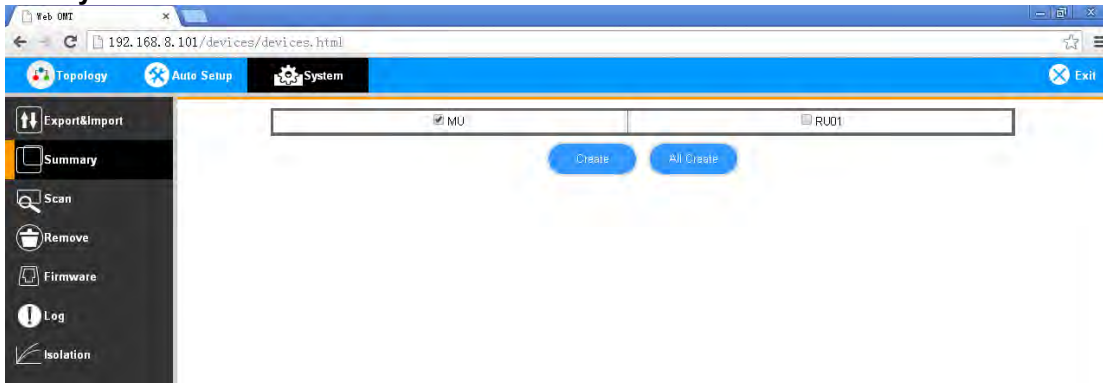 Web OMT
192.168.8.101/devices/devices.html
Topology Auto Setup System Exit
Export&Import
MU RU01
Create All Create
Summary
Scan
Remove
Firmware
Log
Isolation